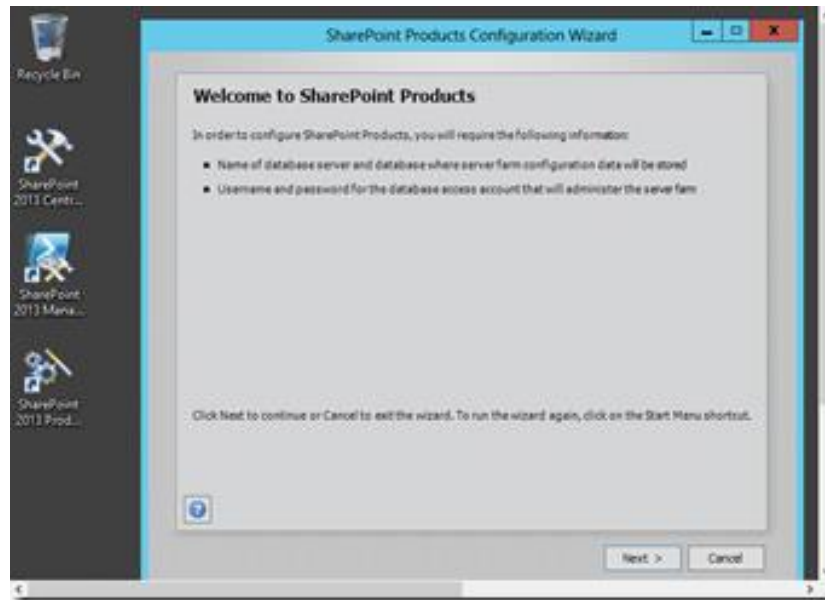 Recycle Bin
SharePoint
2013 Centr...
SharePoint
2013 Mana...
SharePoint
2013 Prod...
SharePoint Products Configuration Wizard
Welcome to SharePoint Products
In order to configure SharePoint Products, you will require the following information:
Name of database server and database where server farm configuration data will be stored
Username and password for the database access account that will administer the server farm
Click Next to continue or Cancel to exit the wizard. To run the wizard again, click on the Start Menu shortcut.
Next >
Cancel